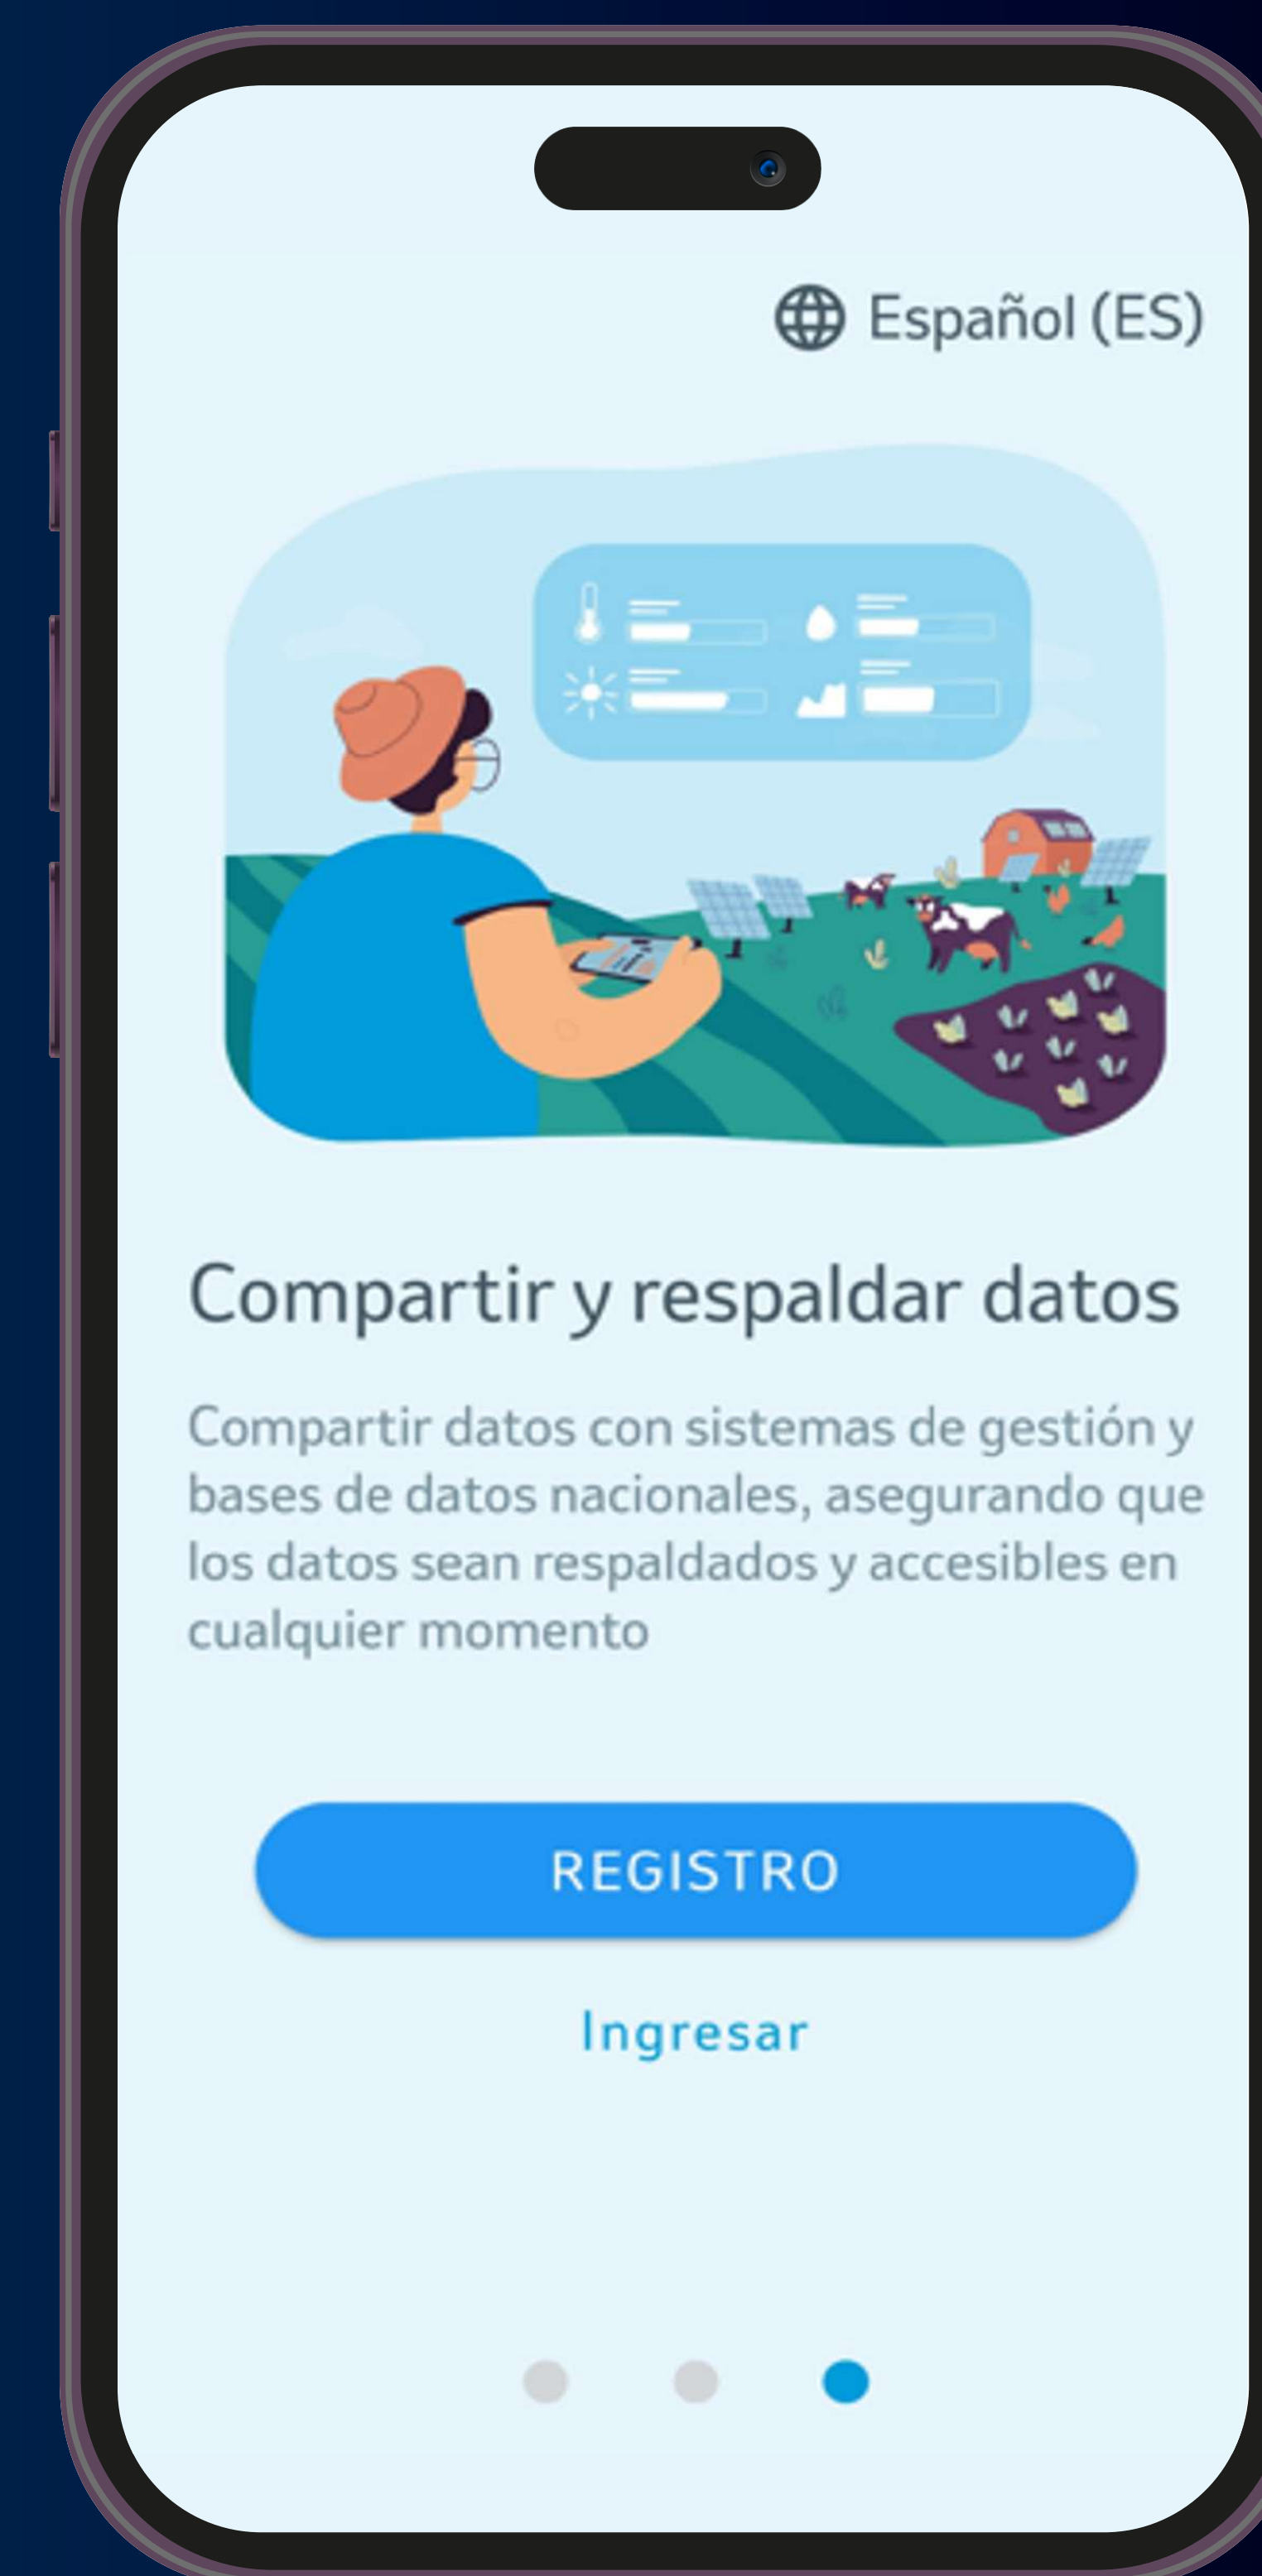 Español (ES)
Compartir y respaldar datos
Compartir datos con sistemas de gestión y
bases de datos nacionales, asegurando que
los datos sean respaldados y accesibles en
cualquier momento
REGISTRO
Ingresar